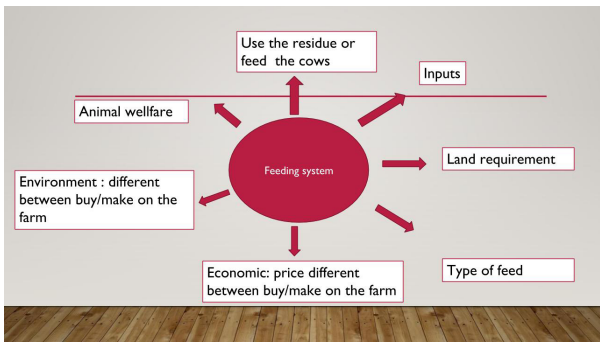 Use the residue or
feed the cows
Inputs
Animal wellfare
Feeding system
Land requirement
Environment : different
between buy/make on the
farm
Type of feed
Economic: price different
between buy/make on the farm